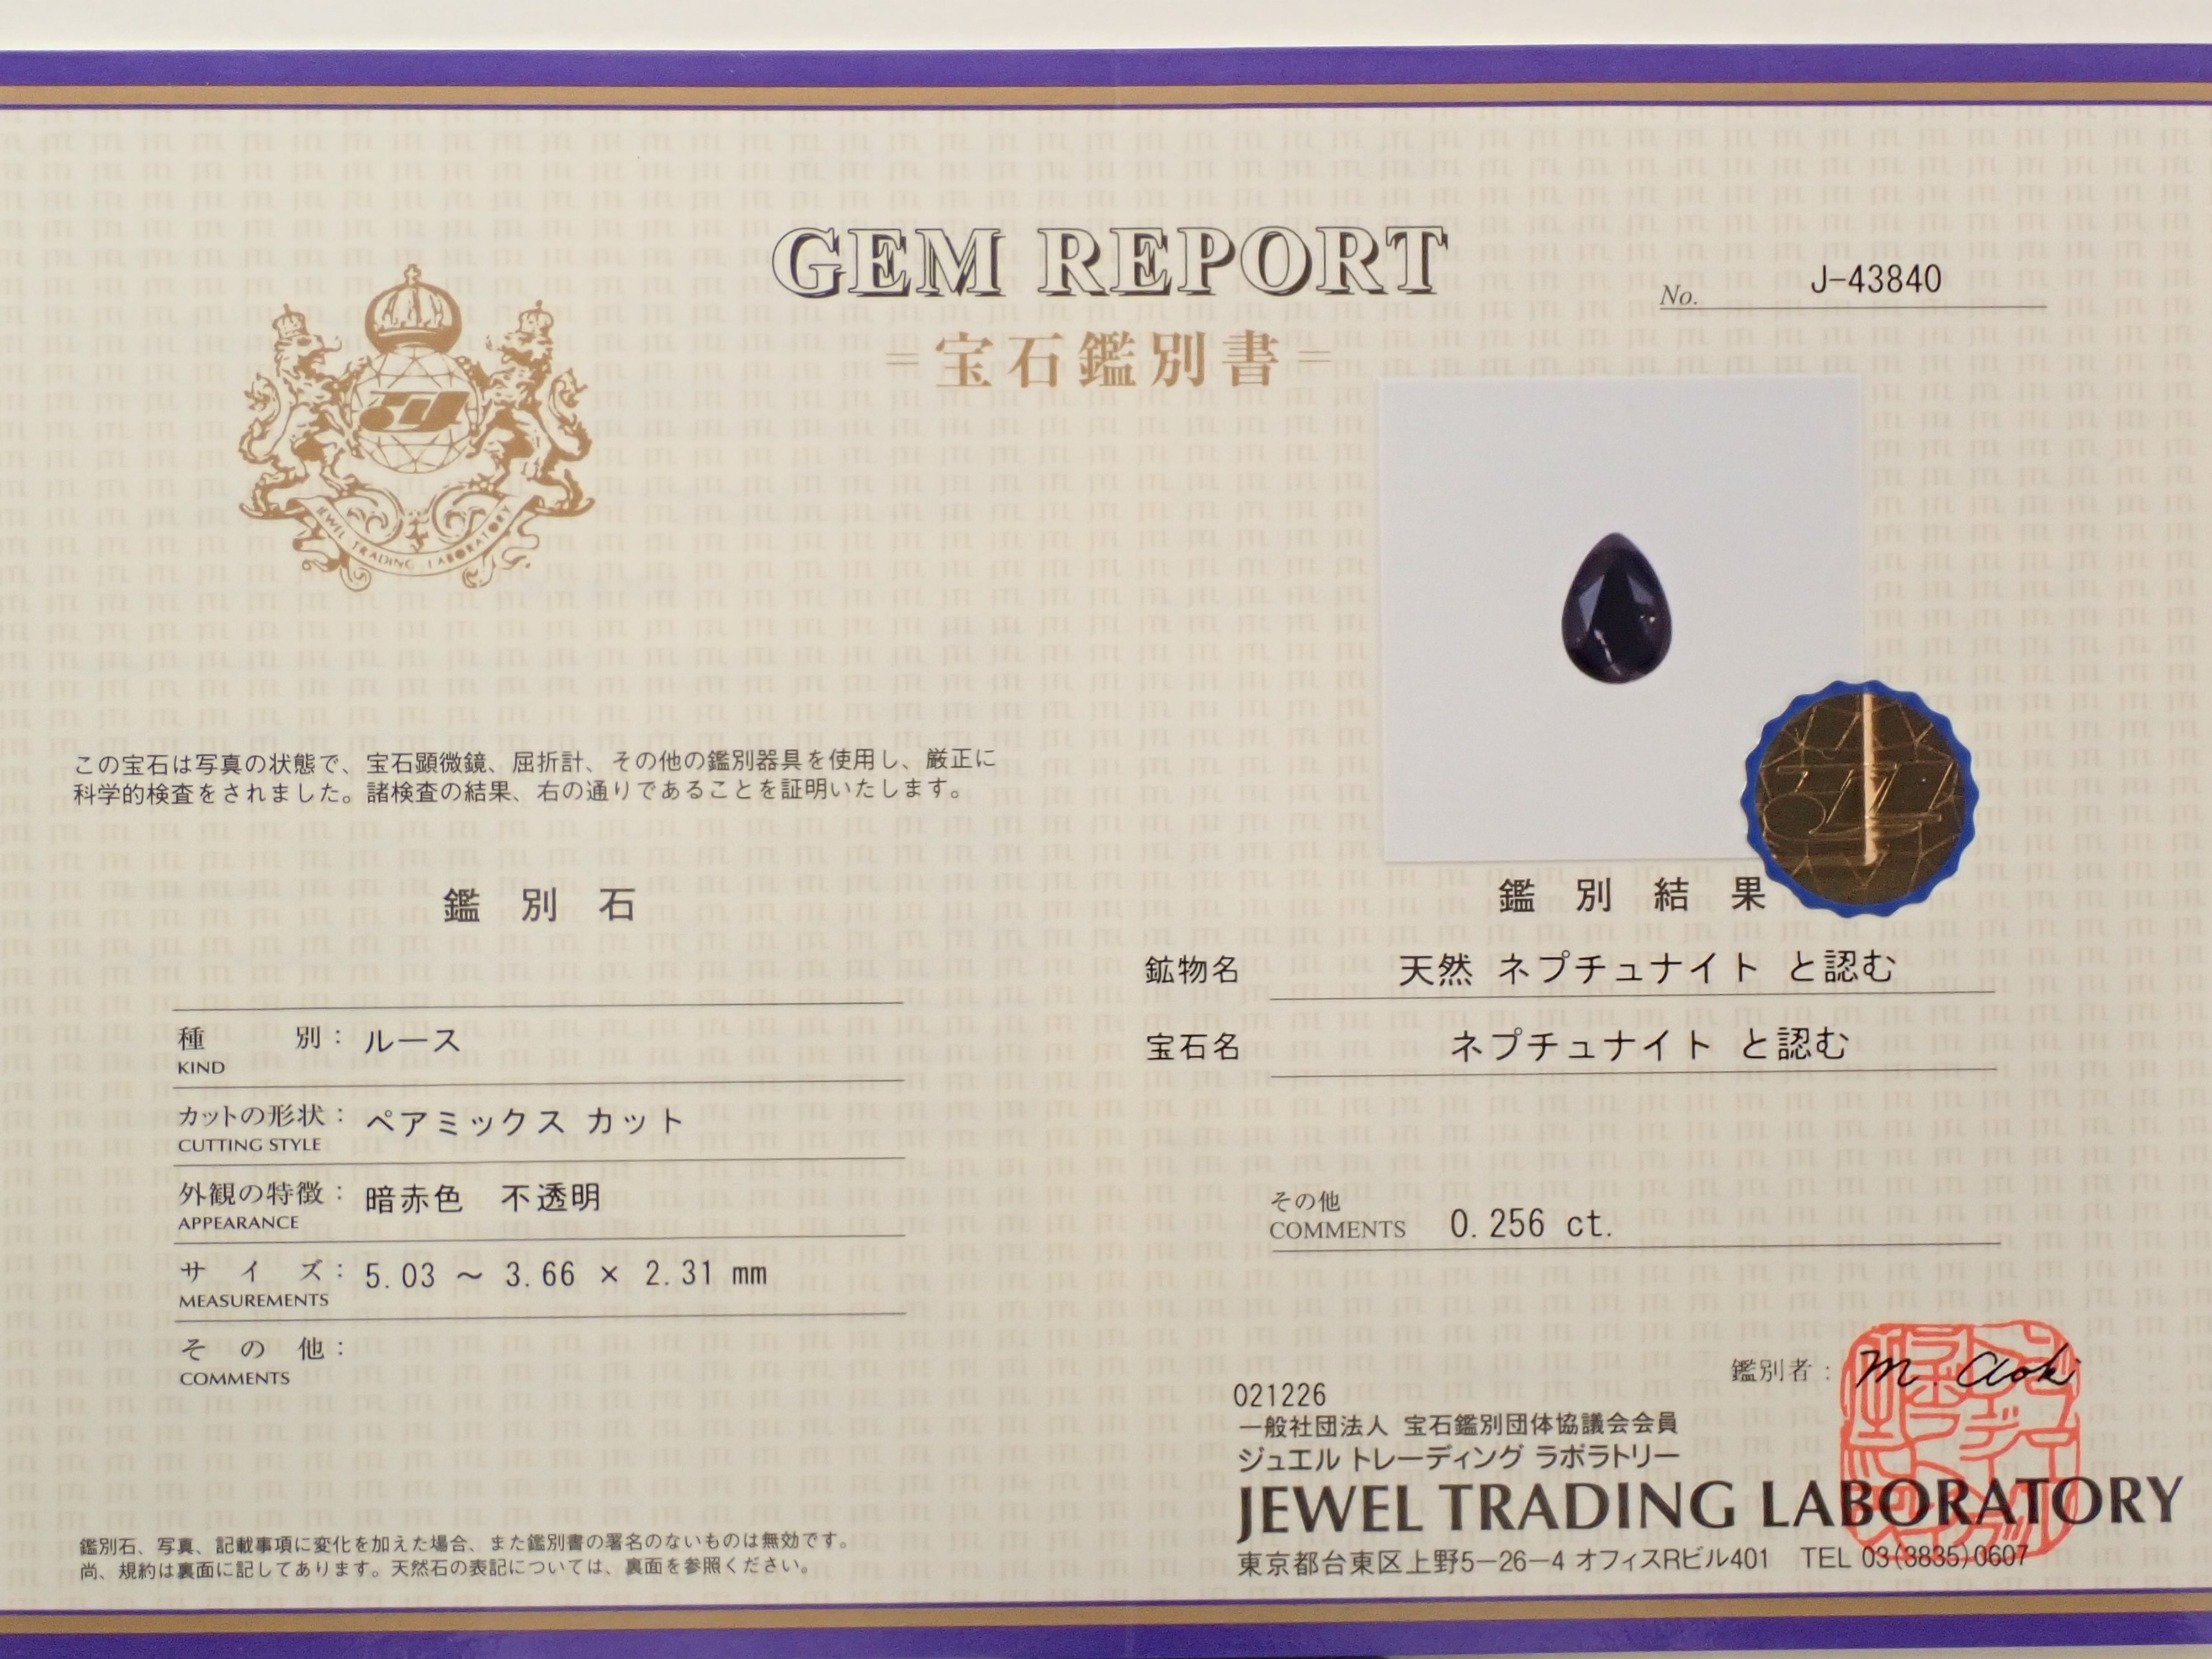 GEM REPORT
=宝石鑑別書=
No. J-43840
JEWEL TRADING LABORATORY
この宝石は写真の状態で、宝石顕微鏡、屈折計、その他の鑑別器具を使用し、厳正に
科学的検査をされました。諸検査の結果、右の通りであることを証明いたします。
鑑別石
種別: ルース
KIND
カットの形状: ペアミックス カット
CUTTING STYLE
外観の特徴: 暗赤色 不透明
APPEARANCE
サイズ: 5.03 ~ 3.66 × 2.31 mm
MEASUREMENTS
その他:
COMMENTS
鑑別石、写真、記載事項に変化を加えた場合、また鑑別書の署名のないものは無効です。
尚、規約は裏面に記してあります。天然石の表記については、裏面を参照ください。
鑑別結果
鉱物名 天然 ネプチュナイト と認む
宝石名 ネプチュナイト と認む
その他
COMMENTS 0.256 ct.
鑑別者: M Aoki
021226
一般社団法人 宝石鑑別団体協議会会員
ジュエル トレーディング ラボラトリー
JEWEL TRADING LABORATORY
東京都台東区上野5-26-4 オフィスRビル401 TEL 03(3835)0607